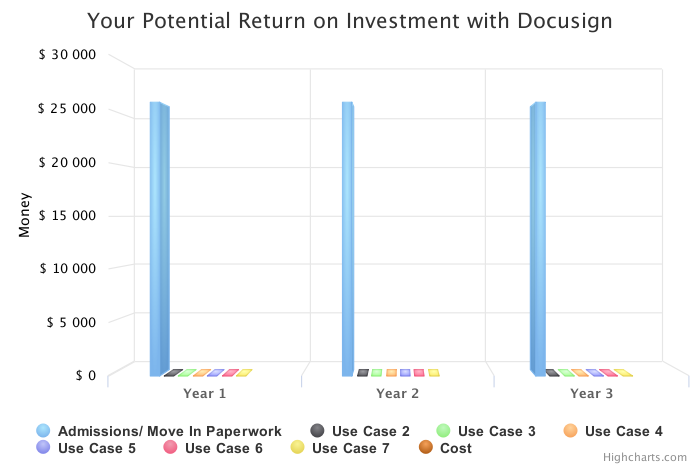 Your Potential Return on Investment with Docusign
$ 30 000
$ 25 000
$ 20 000
$ 15 000
$ 10 000
$ 5 000
$ 0
Money
Year 1 Year 2 Year 3
Admissions/ Move In Paperwork Use Case 2 Use Case 3 Use Case 4
Use Case 5 Use Case 6 Use Case 7 Cost
Highcharts.com